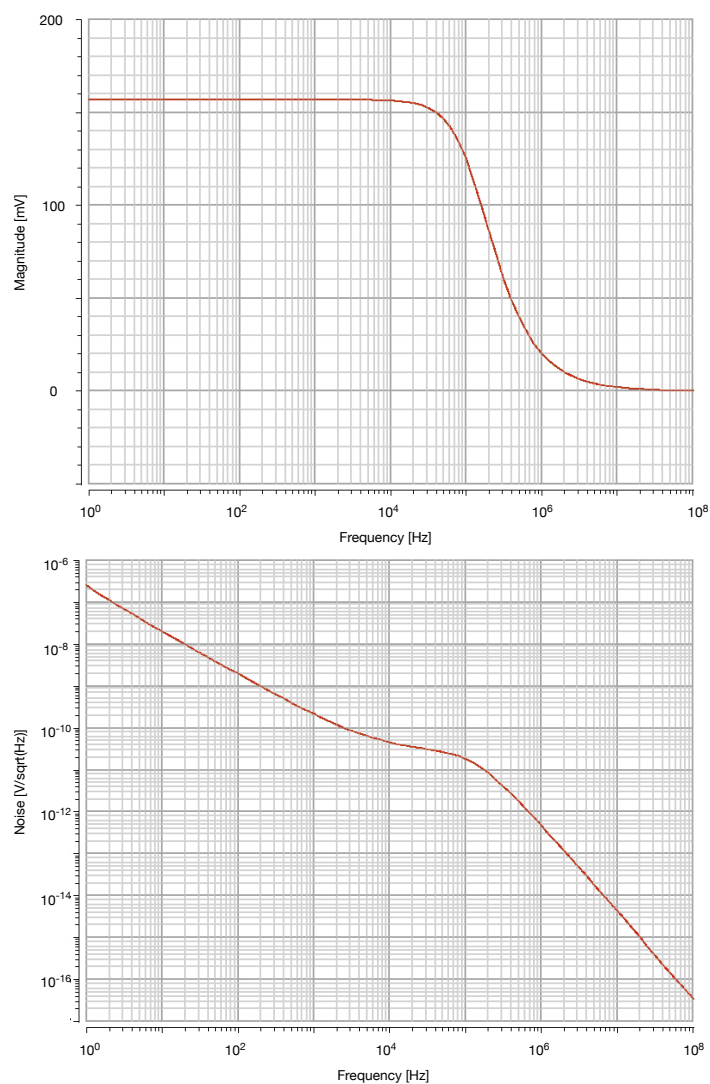 200
100
0
Magnitude [mV]
10⁰ 10² 10⁴ 10⁶ 10⁸
Frequency [Hz]
10⁻⁶
10⁻⁸
10⁻¹⁰
10⁻¹²
10⁻¹⁴
10⁻¹⁶
Noise [V/sqrt(Hz)]
10⁰ 10² 10⁴ 10⁶ 10⁸
Frequency [Hz]